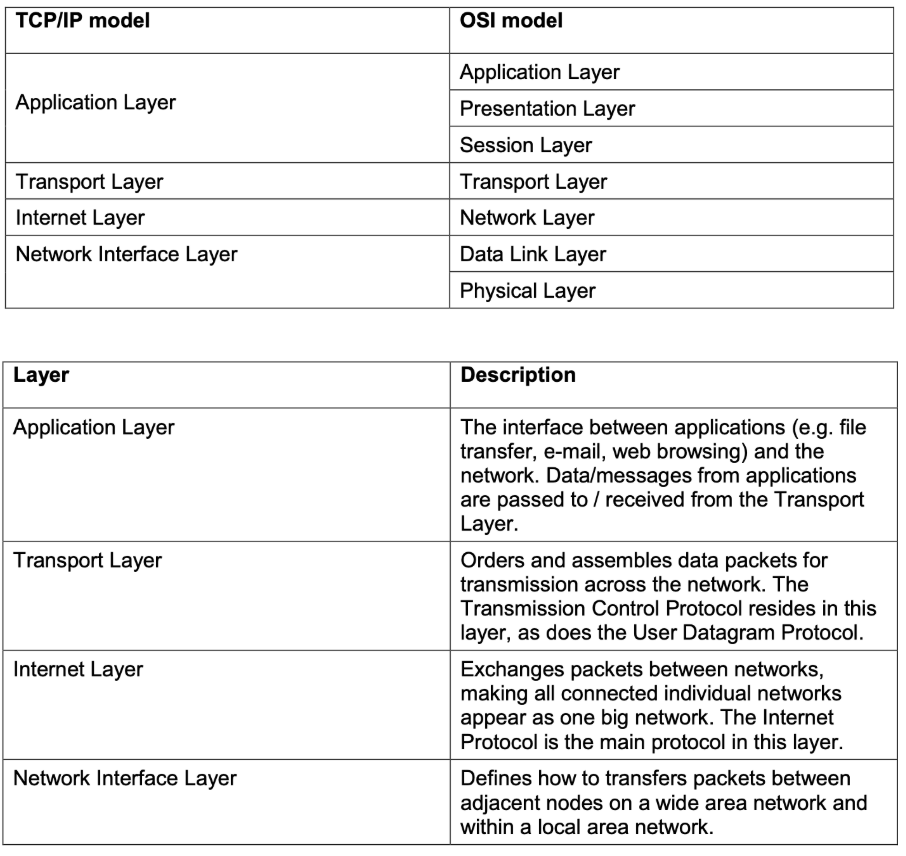 TCP/IP model
OSI model
Application Layer
Application Layer
Presentation Layer
Session Layer
Transport Layer
Transport Layer
Internet Layer
Network Layer
Network Interface Layer
Data Link Layer
Physical Layer
Layer
Description
Application Layer
The interface between applications (e.g. file
transfer, e-mail, web browsing) and the
network. Data/messages from applications
are passed to / received from the Transport
Layer.
Transport Layer
Orders and assembles data packets for
transmission across the network. The
Transmission Control Protocol resides in this
layer, as does the User Datagram Protocol.
Internet Layer
Exchanges packets between networks,
making all connected individual networks
appear as one big network. The Internet
Protocol is the main protocol in this layer.
Network Interface Layer
Defines how to transfers packets between
adjacent nodes on a wide area network and
within a local area network.